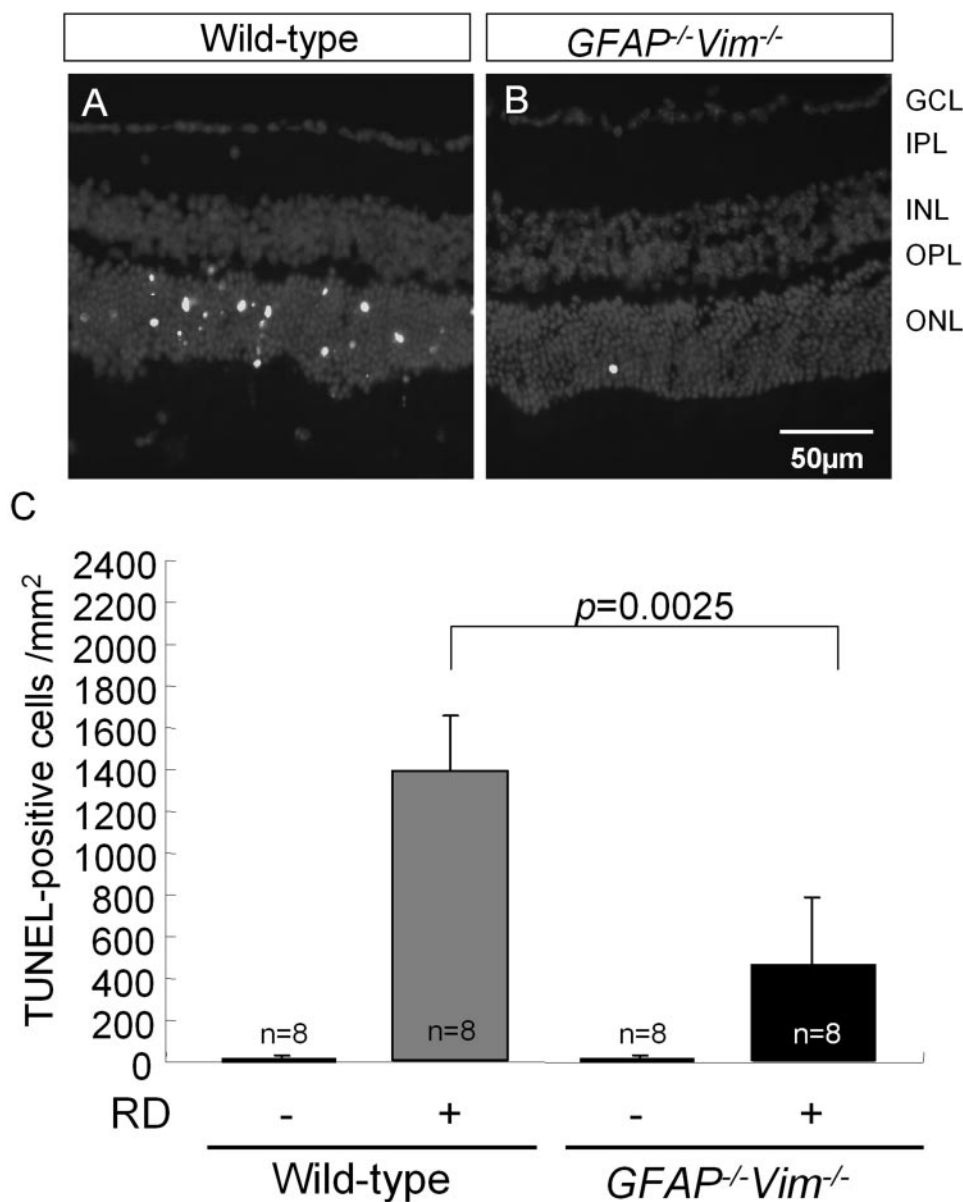 Wild-type
GFAP-/-Vim-/-
A
B
GCL
IPL
INL
OPL
ONL
50µm
C
TUNEL-positive cells /mm2
2400
2200
2000
1800
1600
1400
1200
1000
800
600
400
200
0
p=0.0025
n=8
n=8
n=8
n=8
RD - + - +
Wild-type GFAP-/-Vim-/-